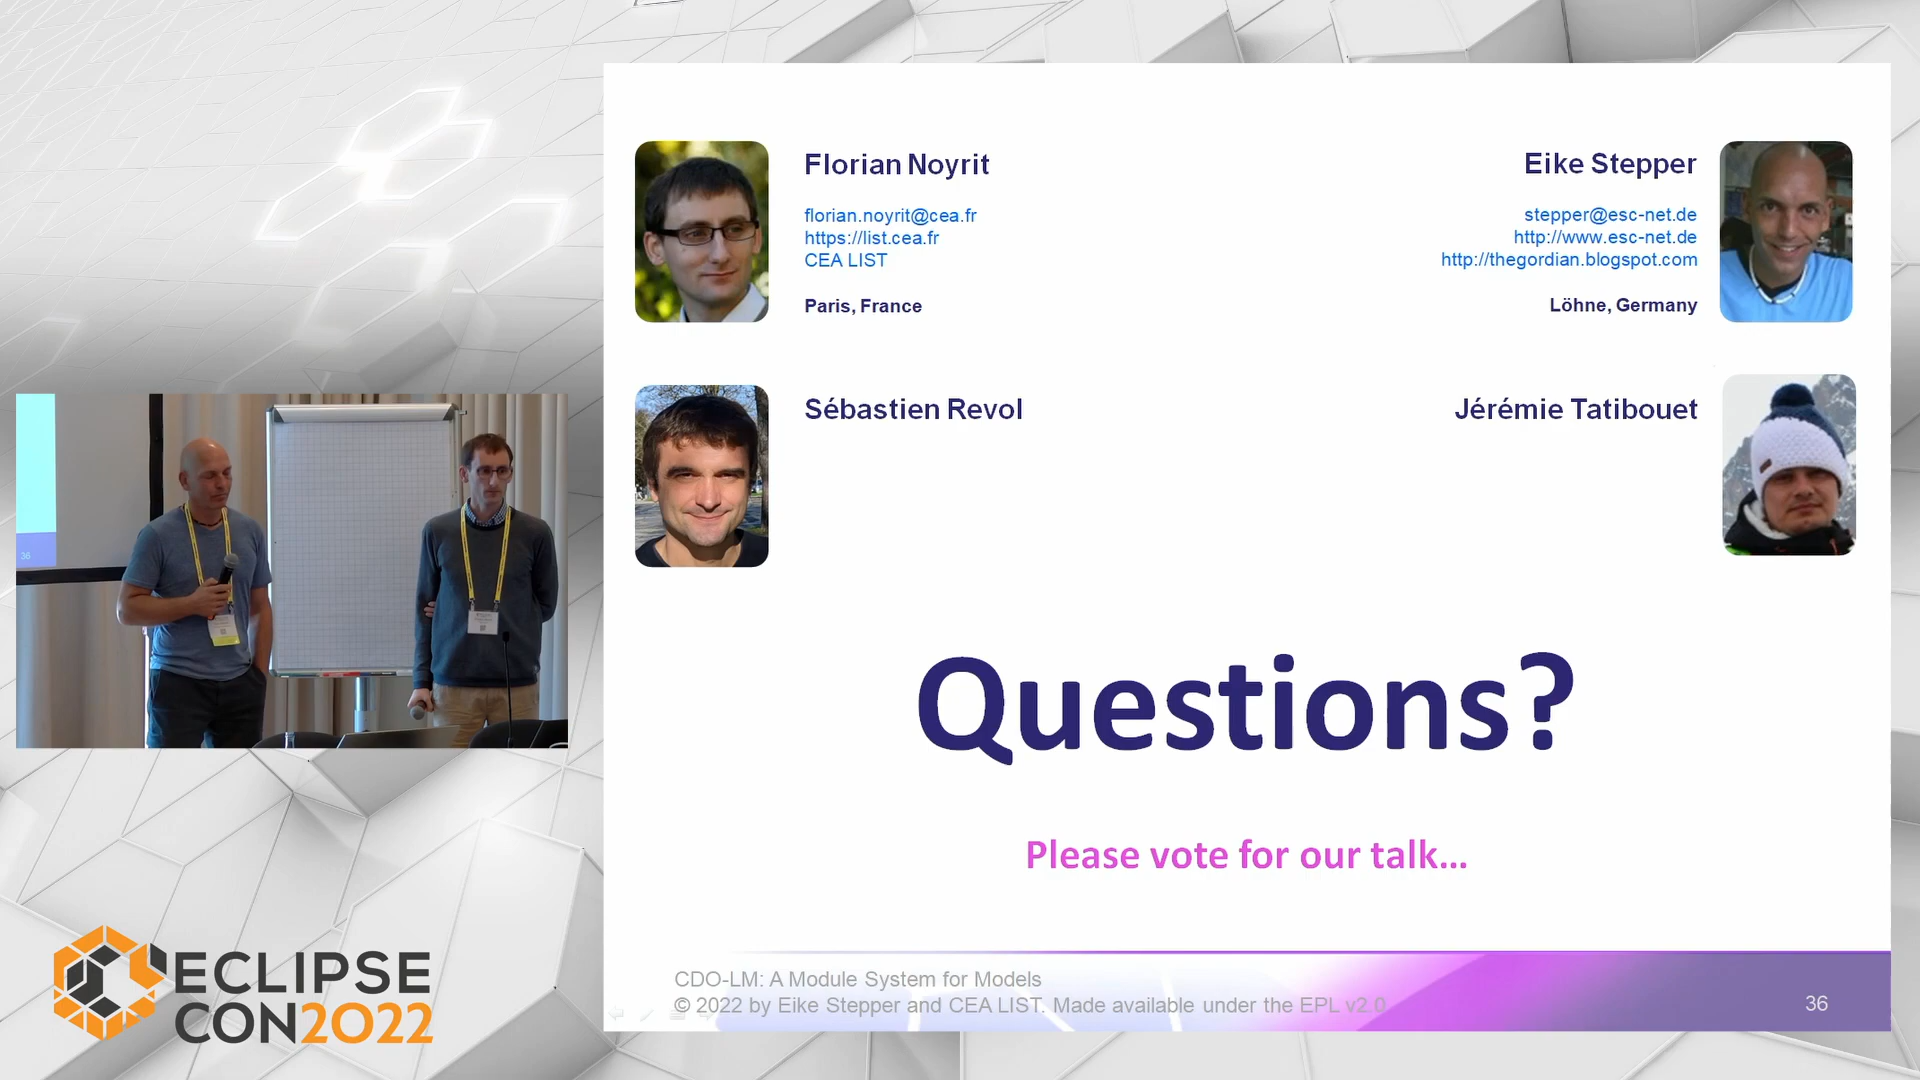 Florian Noyrit
florian.noyrit@cea.fr
https://list.cea.fr
CEA LIST
Paris, France
Eike Stepper
stepper@esc-net.de
http://www.esc-net.de
http://thegordian.blogspot.com
Löhne, Germany
Sébastien Revol
Jérémie Tatibouet
Questions?
Please vote for our talk...
CDO-LM: A Module System for Models
© 2022 by Eike Stepper and CEA LIST. Made available under the EPL v2.0
36
36
ECLIPSE
CON2022